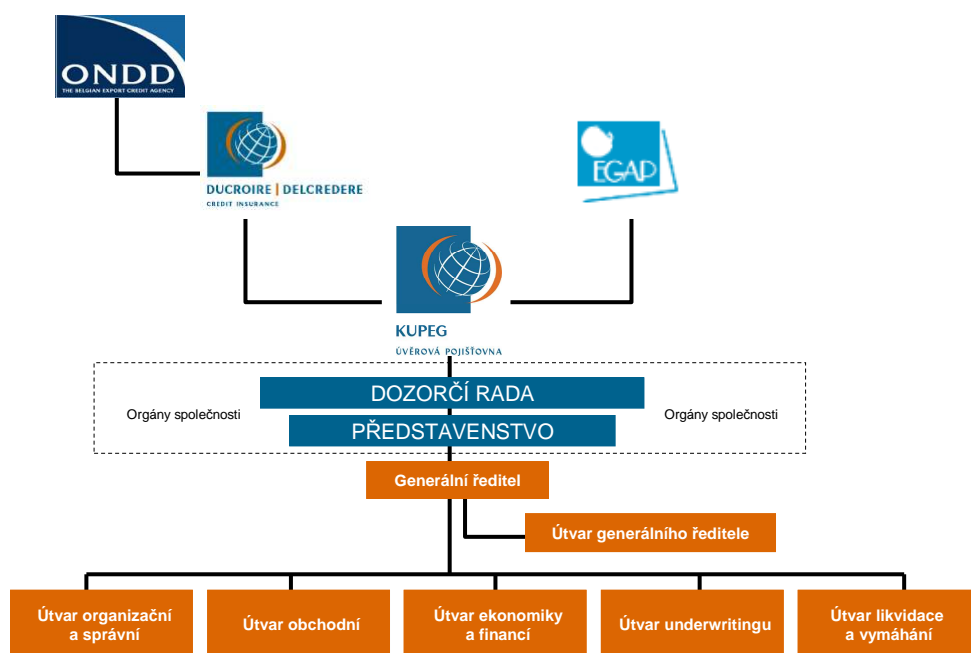 ONDD
THE BELGIAN EXPORT CREDIT AGENCY
DUCROIRE | DELCREDERE
CREDIT INSURANCE
EGAP
KUPEG
ÚVĚROVÁ POJIŠŤOVNA
Orgány společnosti
DOZORČÍ RADA
PŘEDSTAVENSTVO
Orgány společnosti
Generální ředitel
Útvar generálního ředitele
Útvar organizační
a správní
Útvar obchodní
Útvar ekonomiky
a financí
Útvar underwritingu
Útvar likvidace
a vymáhání